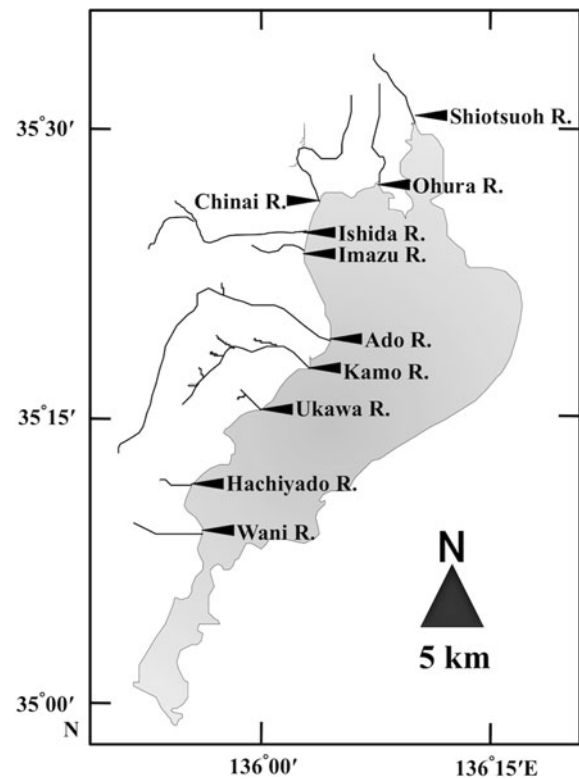 35°30′
Shiotsuoh R.
Ohura R.
Chinai R.
Ishida R.
Imazu R.
Ado R.
Kamo R.
35°15′
Ukawa R.
Hachiyado R.
Wani R.
N
5 km
35°00′
N
136°00′
136°15′E